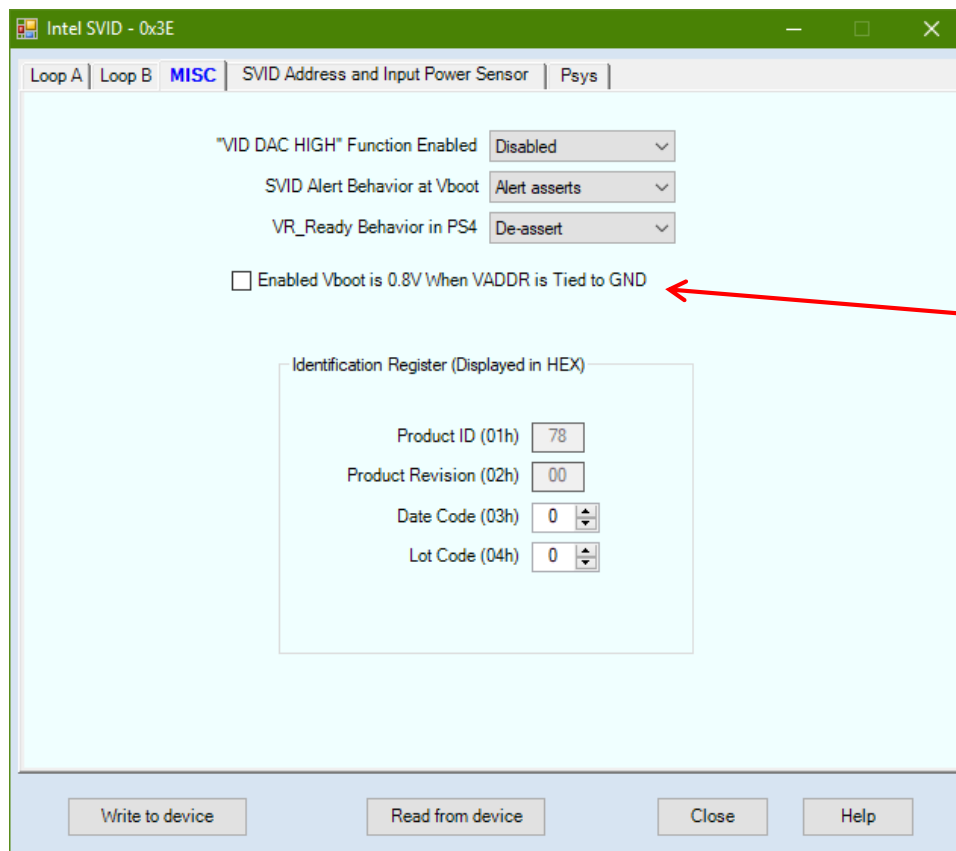 Intel SVID - 0x3E
Loop A Loop B MISC SVID Address and Input Power Sensor Psys
"VID DAC HIGH" Function Enabled Disabled
SVID Alert Behavior at Vboot Alert asserts
VR_Ready Behavior in PS4 De-assert
Enabled Vboot is 0.8V When VADDR is Tied to GND
Identification Register (Displayed in HEX)
Product ID (01h) 78
Product Revision (02h) 00
Date Code (03h) 0
Lot Code (04h) 0
Write to device Read from device Close Help